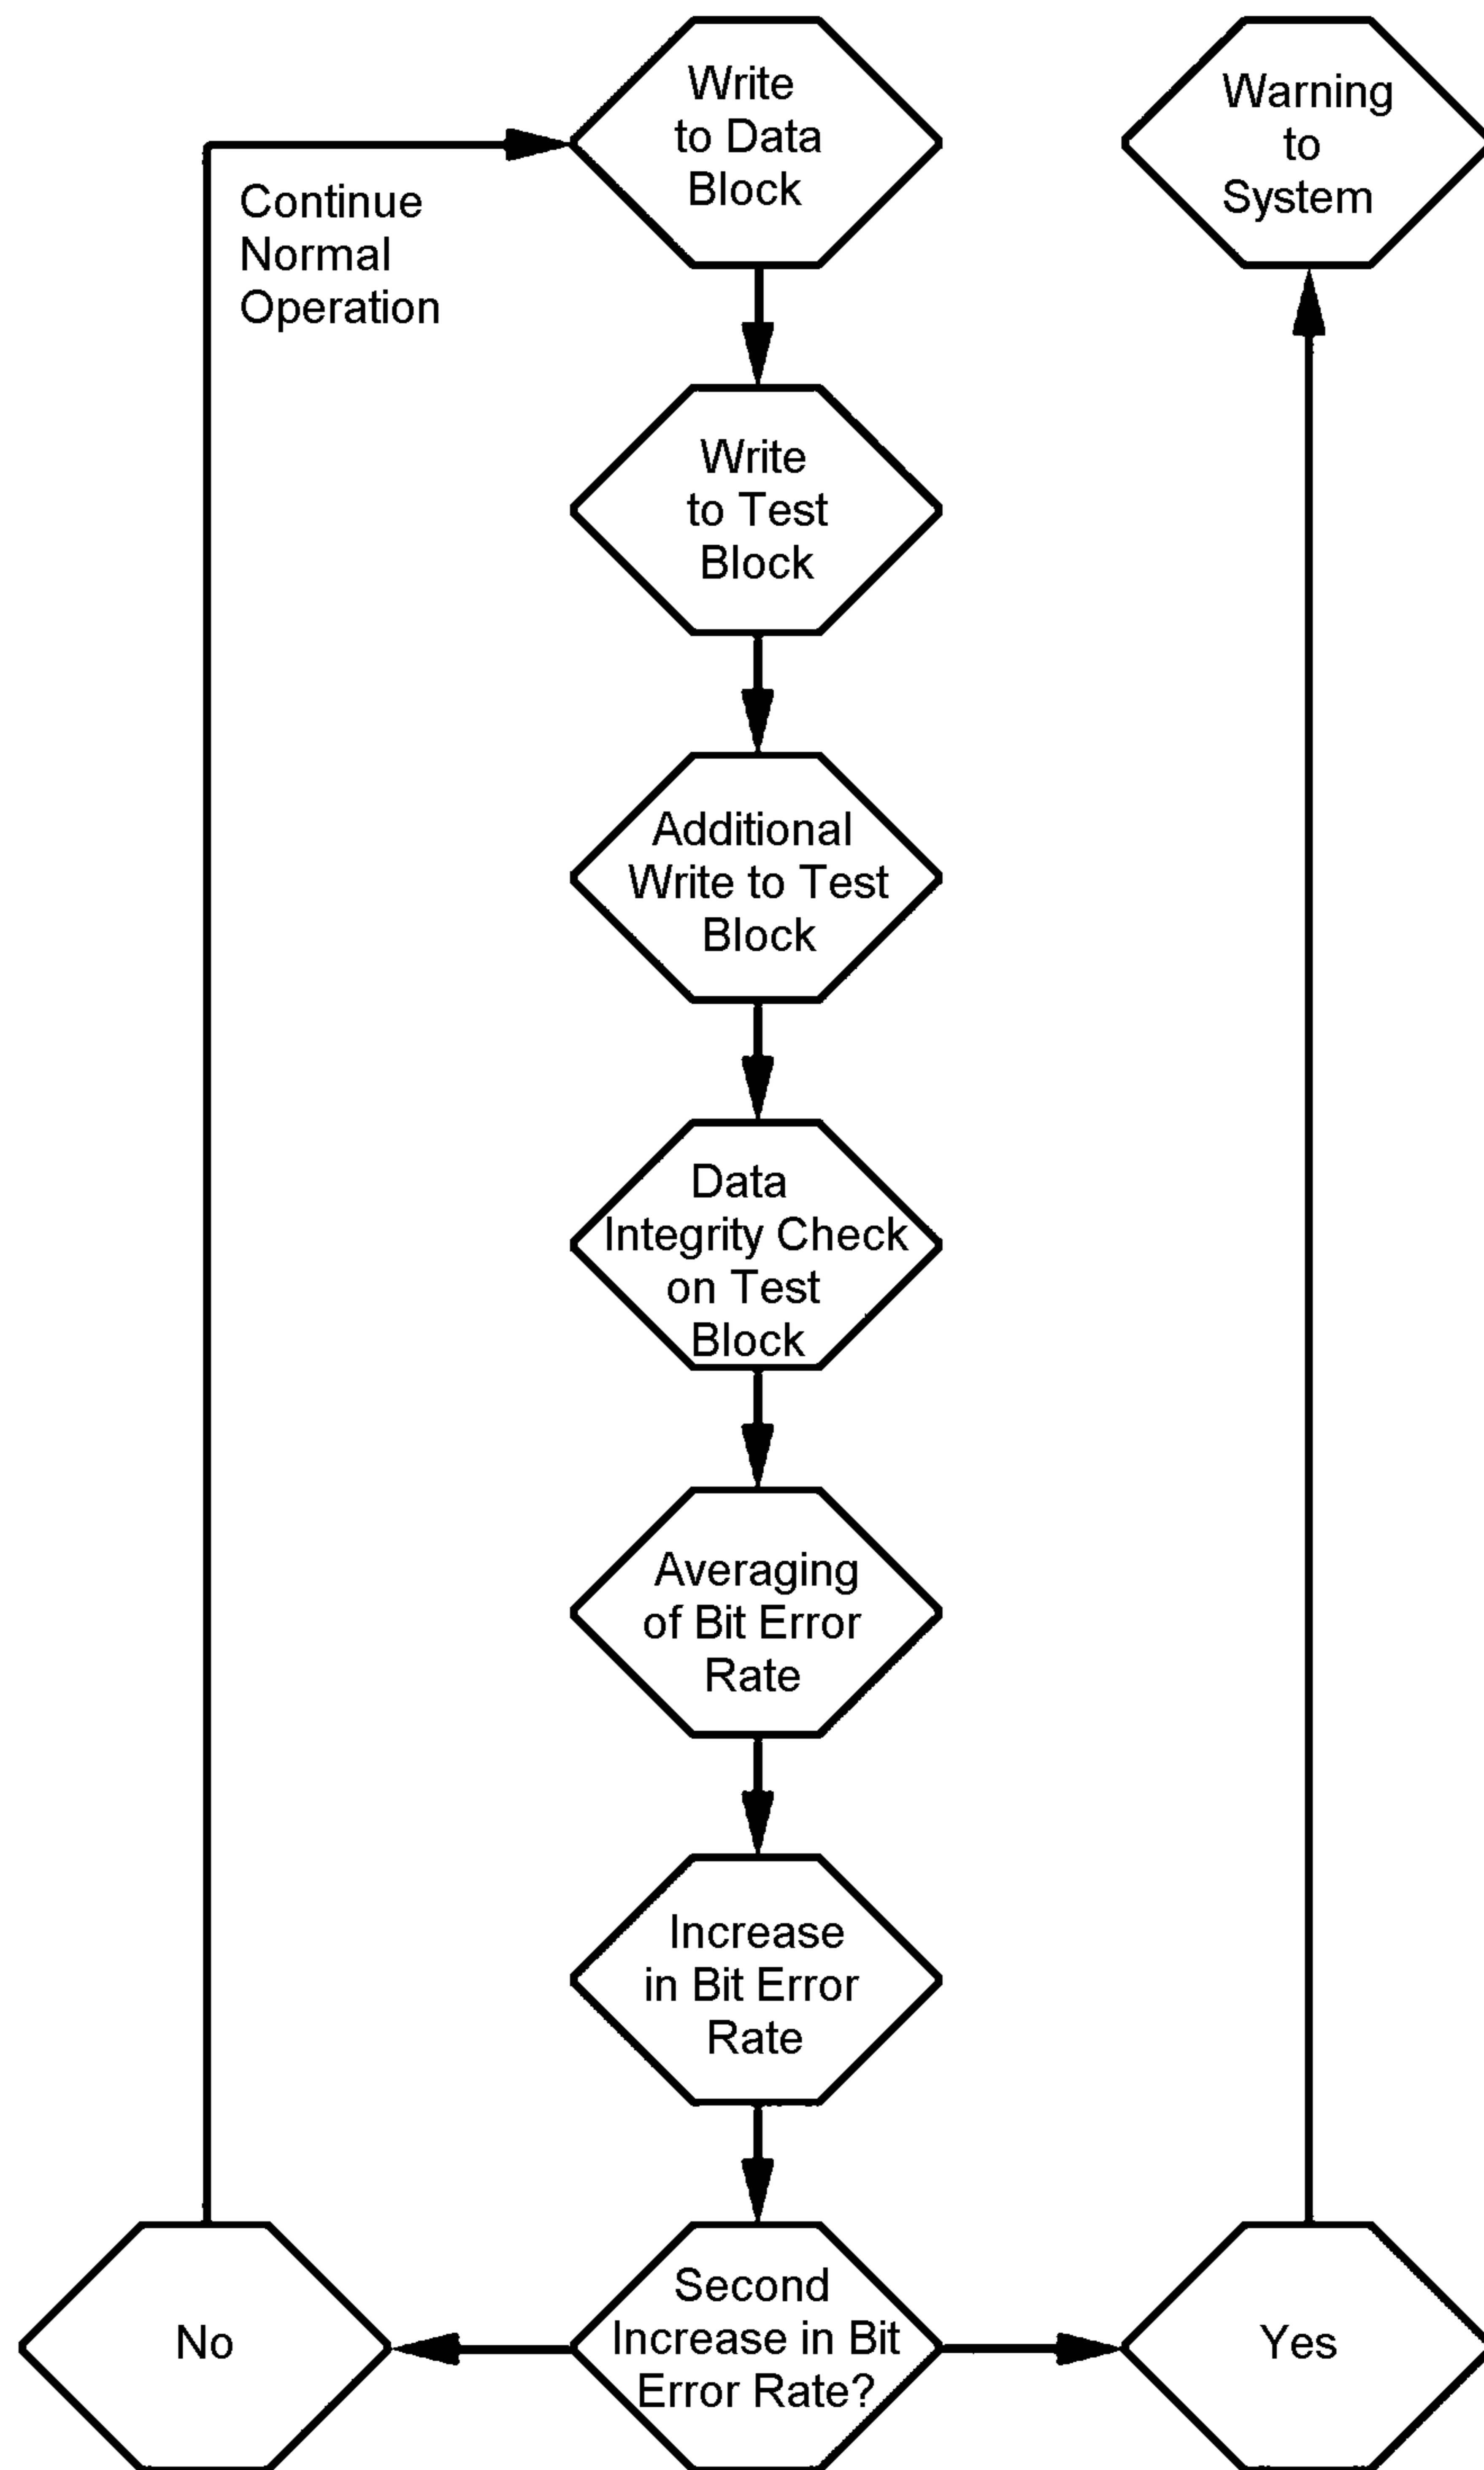 Write
to Data
Block
Warning
to
System
Continue
Normal
Operation
Write
to Test
Block
Additional
Write to Test
Block
Data
Integrity Check
on Test
Block
Averaging
of Bit Error
Rate
Increase
in Bit Error
Rate
No
Second
Increase in Bit
Error Rate?
Yes